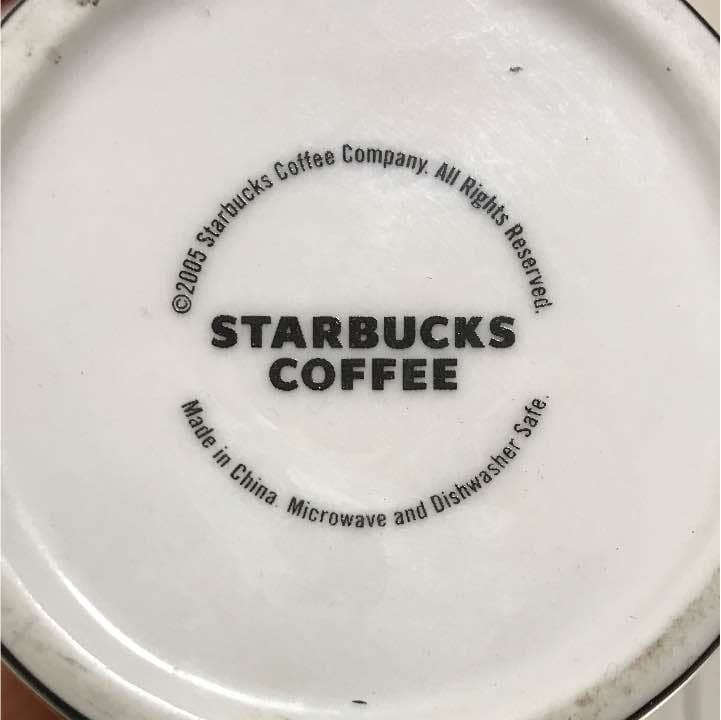 ©2005 Starbucks Coffee Company. All Rights Reserved.
STARBUCKS
COFFEE
Made in China. Microwave and Dishwasher Safe.